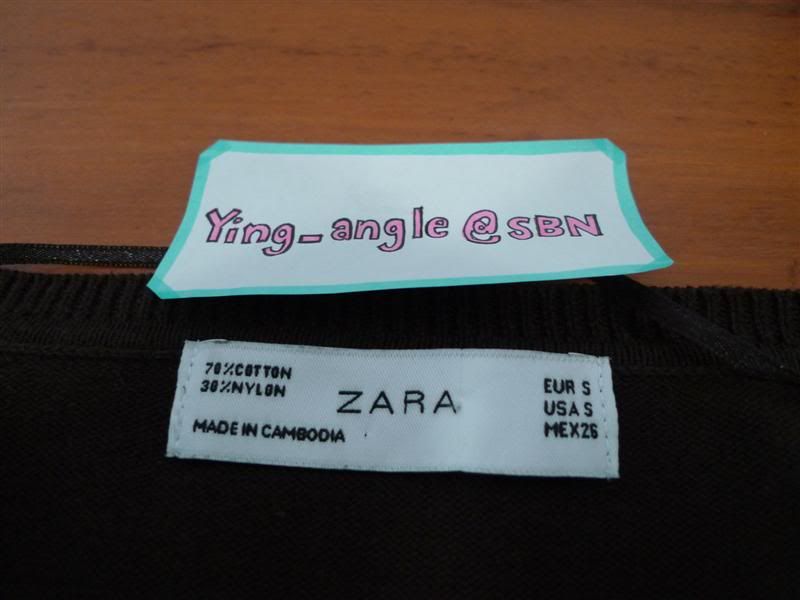 Ying_angle @SBN
70%COTTON
30%NYLON
MADE IN CAMBODIA
ZARA
EUR S
USA S
MEX26